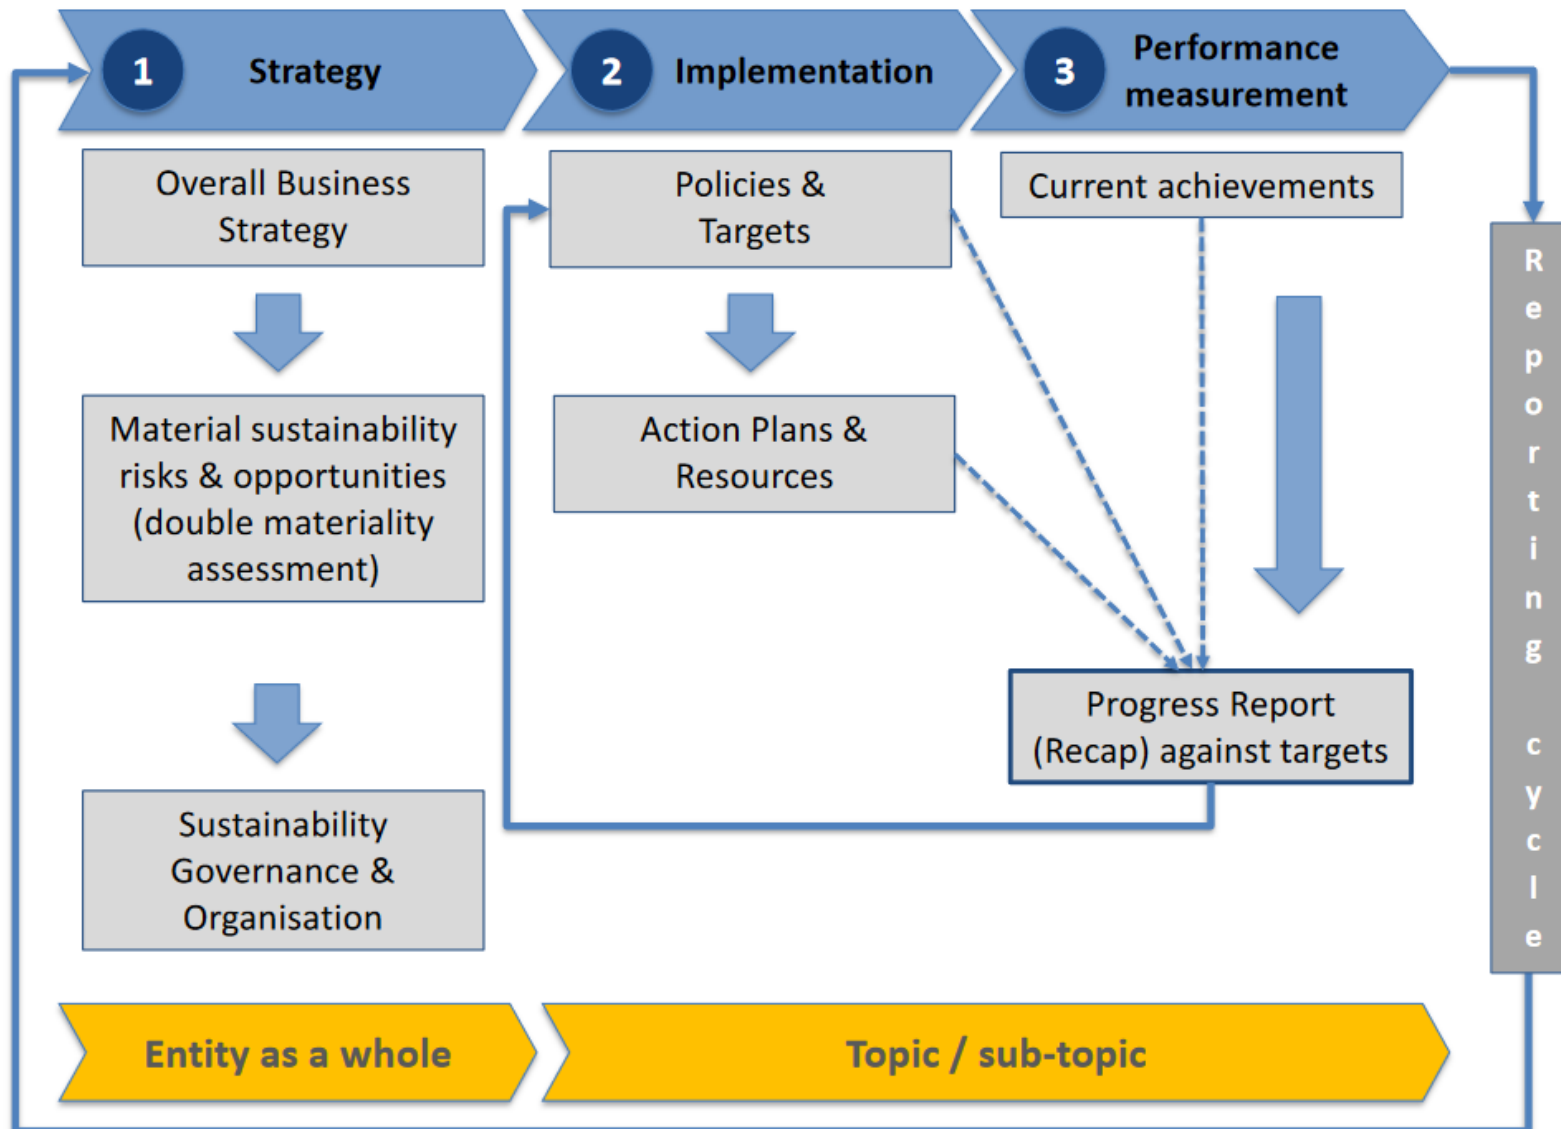 1
Strategy
2
Implementation
3
Performance
measurement
Overall Business
Strategy
Material sustainability
risks & opportunities
(double materiality
assessment)
Sustainability
Governance &
Organisation
Policies &
Targets
Action Plans &
Resources
Current achievements
Progress Report
(Recap) against targets
Reporting cycle
Entity as a whole
Topic / sub-topic